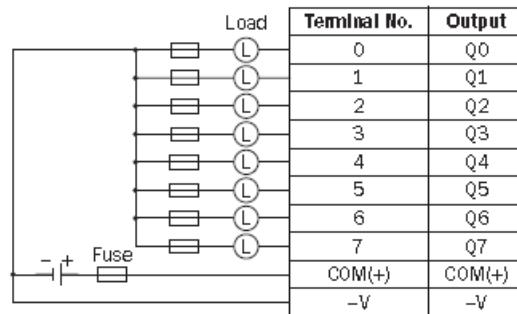 Load Terminal No. Output
L 0 Q0
L 1 Q1
L 2 Q2
L 3 Q3
L 4 Q4
L 5 Q5
L 6 Q6
L 7 Q7
- + Fuse COM(+) COM(+)
–V –V